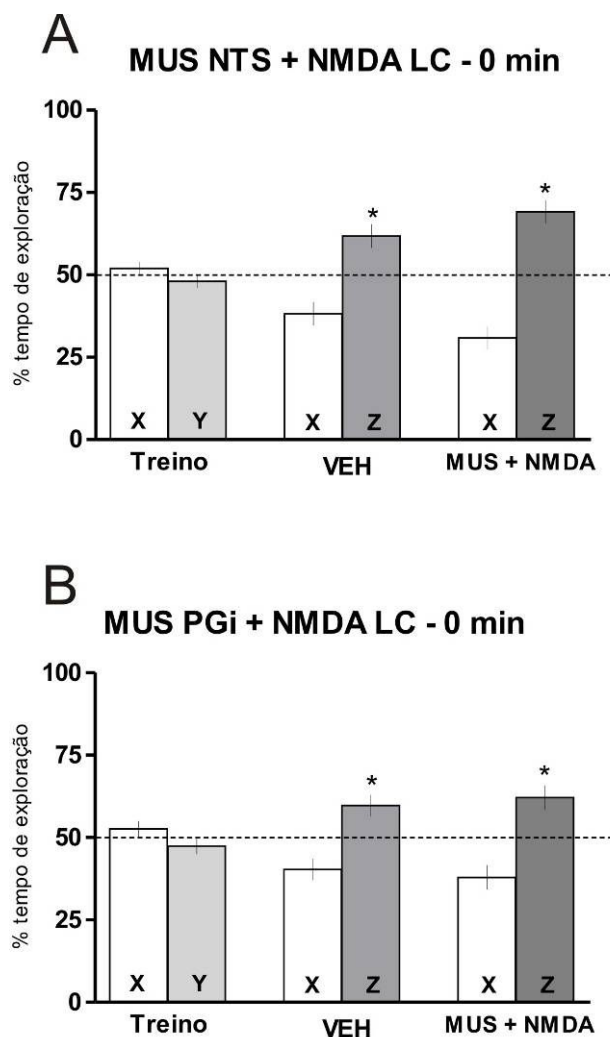 A
MUS NTS + NMDA LC - 0 min
% tempo de exploração
100
75
50
25
0
* *
X Y X Z X Z
Treino VEH MUS + NMDA
B
MUS PGi + NMDA LC - 0 min
% tempo de exploração
100
75
50
25
0
* *
X Y X Z X Z
Treino VEH MUS + NMDA